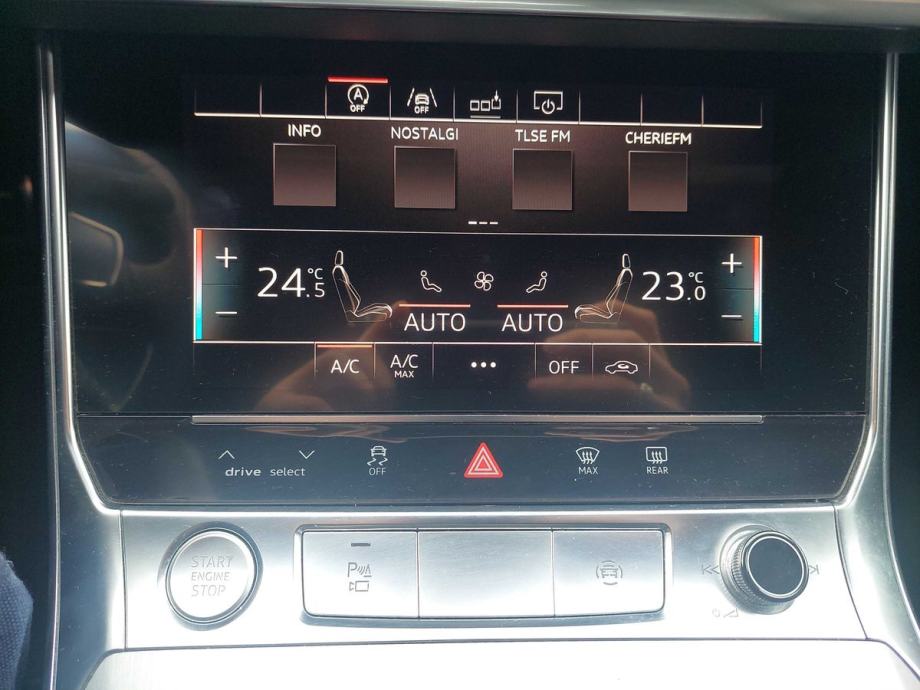 A
OFF
OFF
INFO NOSTALGI TLSE FM CHERIEFM
+ 24.5 °C 23.0 °C +
− AUTO AUTO −
A/C A/C MAX ••• OFF
drive select OFF MAX REAR
START
ENGINE
STOP
P